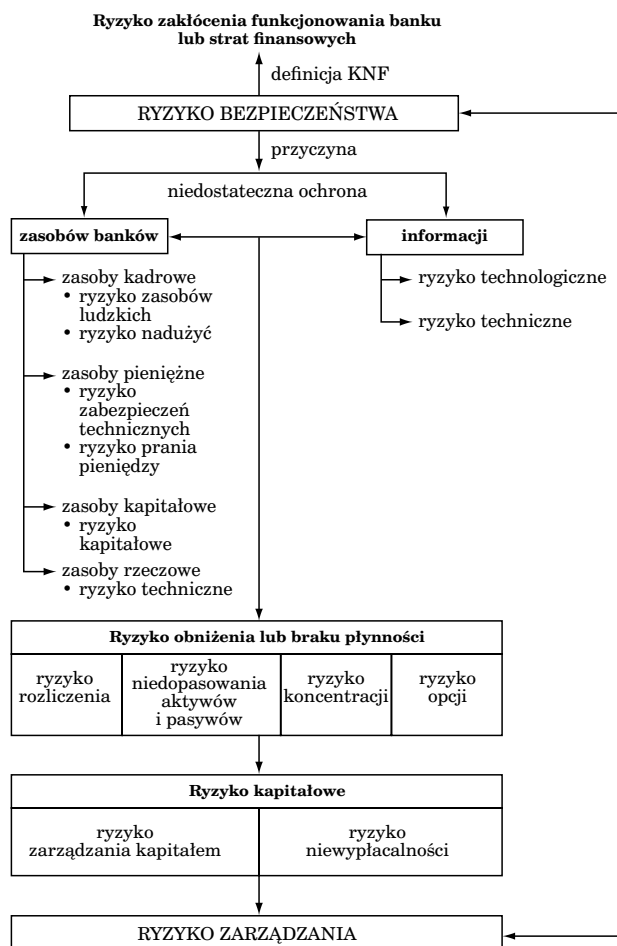 Ryzyko zakłócenia funkcjonowania banku
lub strat finansowych
definicja KNF
RYZYKO BEZPIECZEŃSTWA
przyczyna
niedostateczna ochrona
zasobów banków
informacji
zasoby kadrowe
• ryzyko zasobów
ludzkich
• ryzyko nadużyć
zasoby pieniężne
• ryzyko
zabezpieczeń
technicznych
• ryzyko prania
pieniędzy
zasoby kapitałowe
• ryzyko
kapitałowe
zasoby rzeczowe
• ryzyko techniczne
ryzyko technologiczne
ryzyko techniczne
Ryzyko obniżenia lub braku płynności
ryzyko
rozliczenia
ryzyko
niedopasowania
aktywów
i pasywów
ryzyko
koncentracji
ryzyko
opcji
Ryzyko kapitałowe
ryzyko
zarządzania kapitałem
ryzyko
niewypłacalności
RYZYKO ZARZĄDZANIA